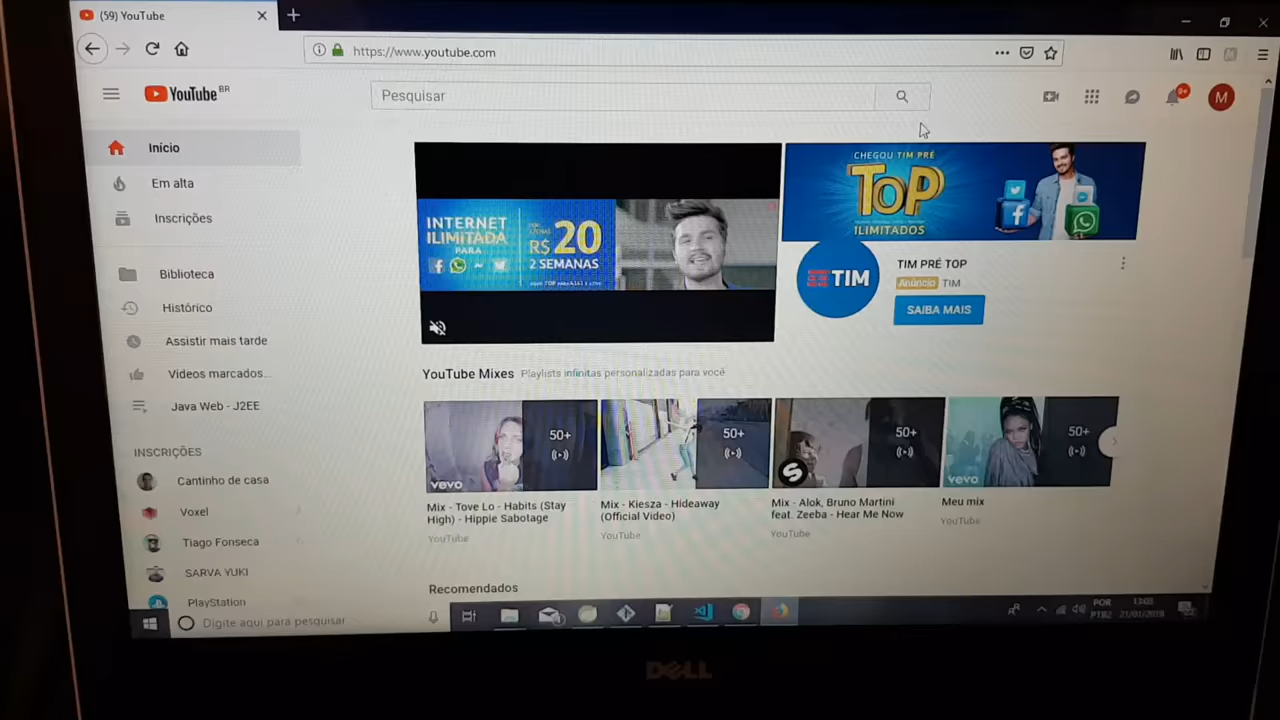 (59) YouTube
https://www.youtube.com
YouTube BR
Pesquisar
9+
M
Início
Em alta
Inscrições
Biblioteca
Histórico
Assistir mais tarde
Vídeos marcados...
Java Web - J2EE
INSCRIÇÕES
Cantinho de casa
Voxel
Tiago Fonseca
SARVA YUKI
PlayStation
INTERNET
ILIMITADA
PARA
R$ 20
2 SEMANAS
CHEGOU TIM PRÉ
TOP
ILIMITADOS
TIM
TIM PRÉ TOP
Anúncio TIM
SAIBA MAIS
YouTube Mixes Playlists infinitas personalizadas para você
50+
vevo
Mix - Tove Lo - Habits (Stay
High) - Hippie Sabotage
YouTube
50+
Mix - Kiesza - Hideaway
(Official Video)
YouTube
50+
Mix - Alok, Bruno Martini
feat. Zeeba - Hear Me Now
YouTube
50+
vevo
Meu mix
YouTube
Recomendados
Digite aqui para pesquisar
POR
PTB2
13:03
DELL